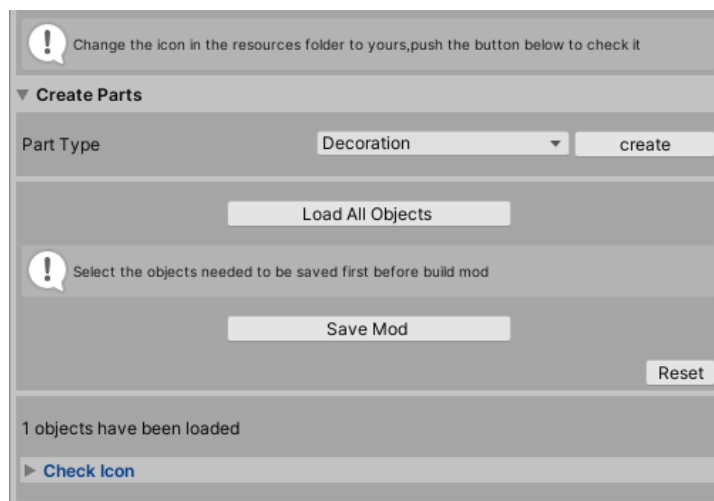 Change the icon in the resources folder to yours,push the button below to check it
Create Parts
Part Type
Decoration
create
Load All Objects
Select the objects needed to be saved first before build mod
Save Mod
Reset
1 objects have been loaded
Check Icon